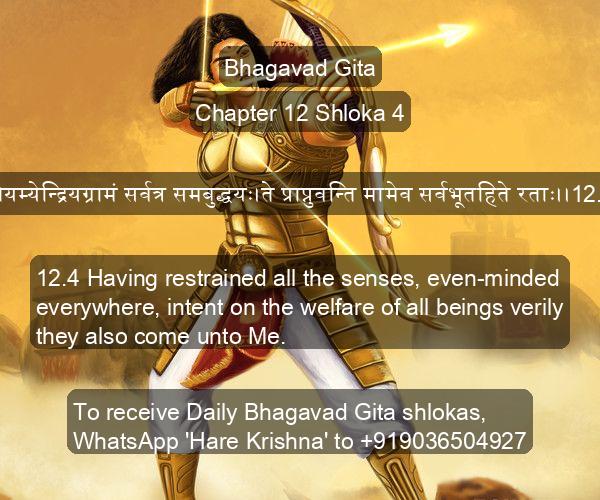 Bhagavad Gita
Chapter 12 Shloka 4
यम्येन्द्रियग्रामं सर्वत्र समबुद्धयः।ते प्राप्नुवन्ति मामेव सर्वभूतहिते रताः।।12.
12.4 Having restrained all the senses, even-minded
everywhere, intent on the welfare of all beings verily
they also come unto Me.
To receive Daily Bhagavad Gita shlokas,
WhatsApp 'Hare Krishna' to +919036504927